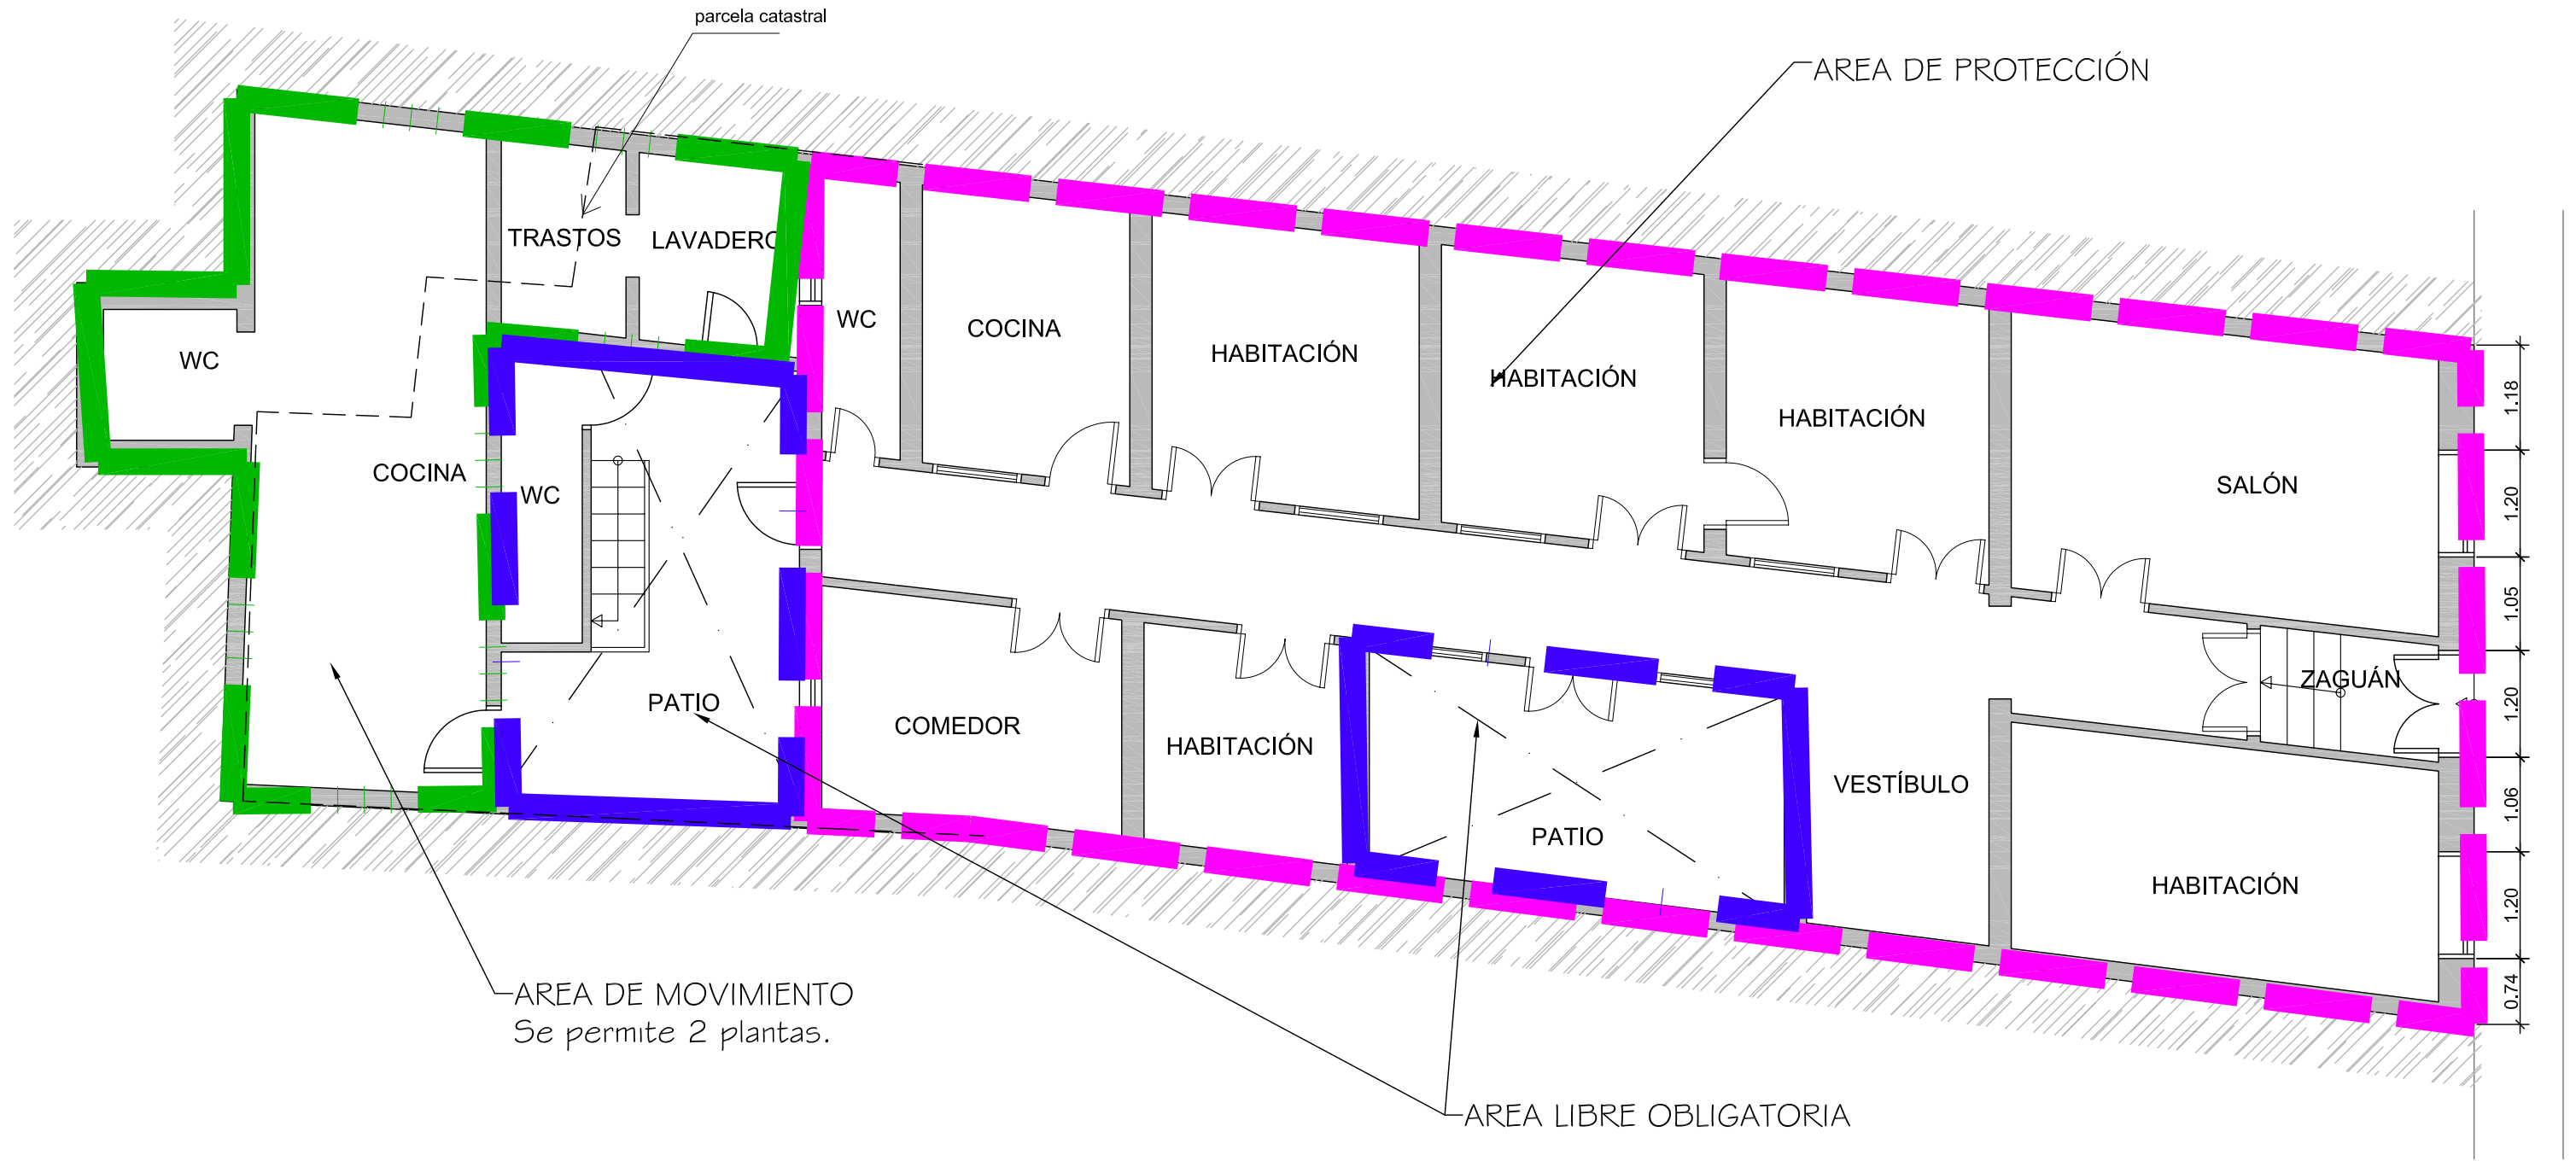 parcela catastral
AREA DE PROTECCIÓN
TRASTOS
LAVADERO
WC
COCINA
HABITACIÓN
HABITACIÓN
HABITACIÓN
SALÓN
WC
COCINA
WC
PATIO
COMEDOR
HABITACIÓN
PATIO
VESTÍBULO
ZAGUÁN
HABITACIÓN
1.18
1.20
1.05
1.20
1.06
1.20
0.74
AREA DE MOVIMIENTO
Se permite 2 plantas.
AREA LIBRE OBLIGATORIA